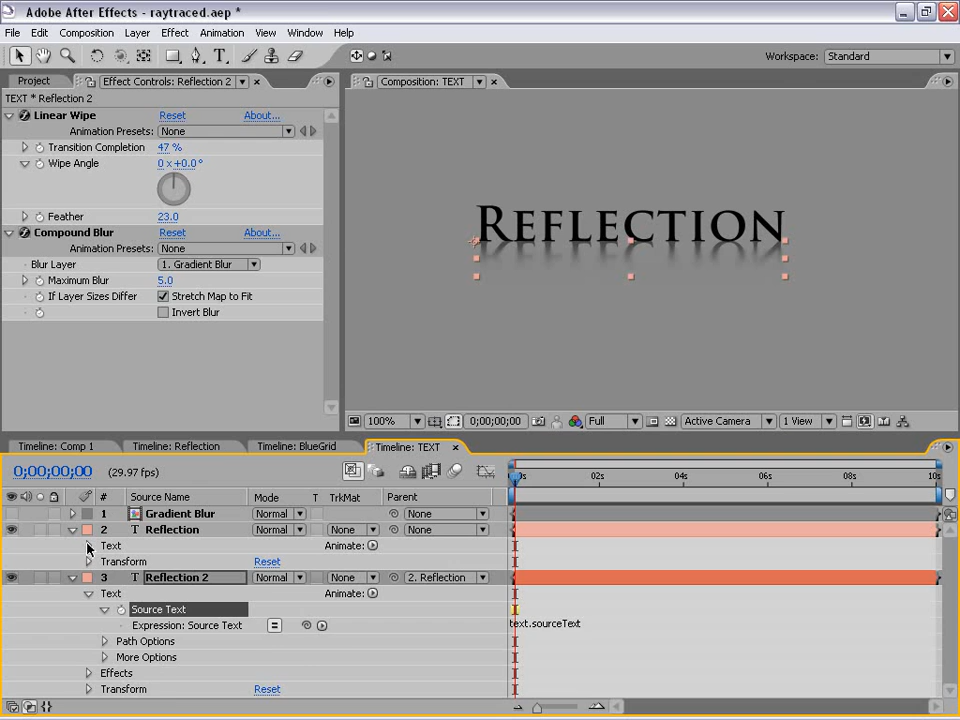 Adobe After Effects - raytraced.aep *
File Edit Composition Layer Effect Animation View Window Help
T Workspace: Standard
Project Effect Controls: Reflection 2 Composition: TEXT
TEXT * Reflection 2
Linear Wipe Reset About...
Animation Presets: None
Transition Completion 47 %
Wipe Angle 0 x+0.0°
Feather 23.0
Compound Blur Reset About...
Animation Presets: None
Blur Layer 1. Gradient Blur
Maximum Blur 5.0
If Layer Sizes Differ Stretch Map to Fit
Invert Blur
REFLECTION
100% 0;00;00;00 Full Active Camera 1 View
Timeline: Comp 1 Timeline: Reflection Timeline: BlueGrid Timeline: TEXT
0;00;00;00 (29.97 fps)
02s 04s 06s 08s 10s
# Source Name Mode T TrkMat Parent
1 Gradient Blur Normal None
2 T Reflection Normal None None
Text Animate:
Transform Reset
3 T Reflection 2 Normal None 2. Reflection
Text Animate:
Source Text
Expression: Source Text = text.sourceText
Path Options
More Options
Effects
Transform Reset